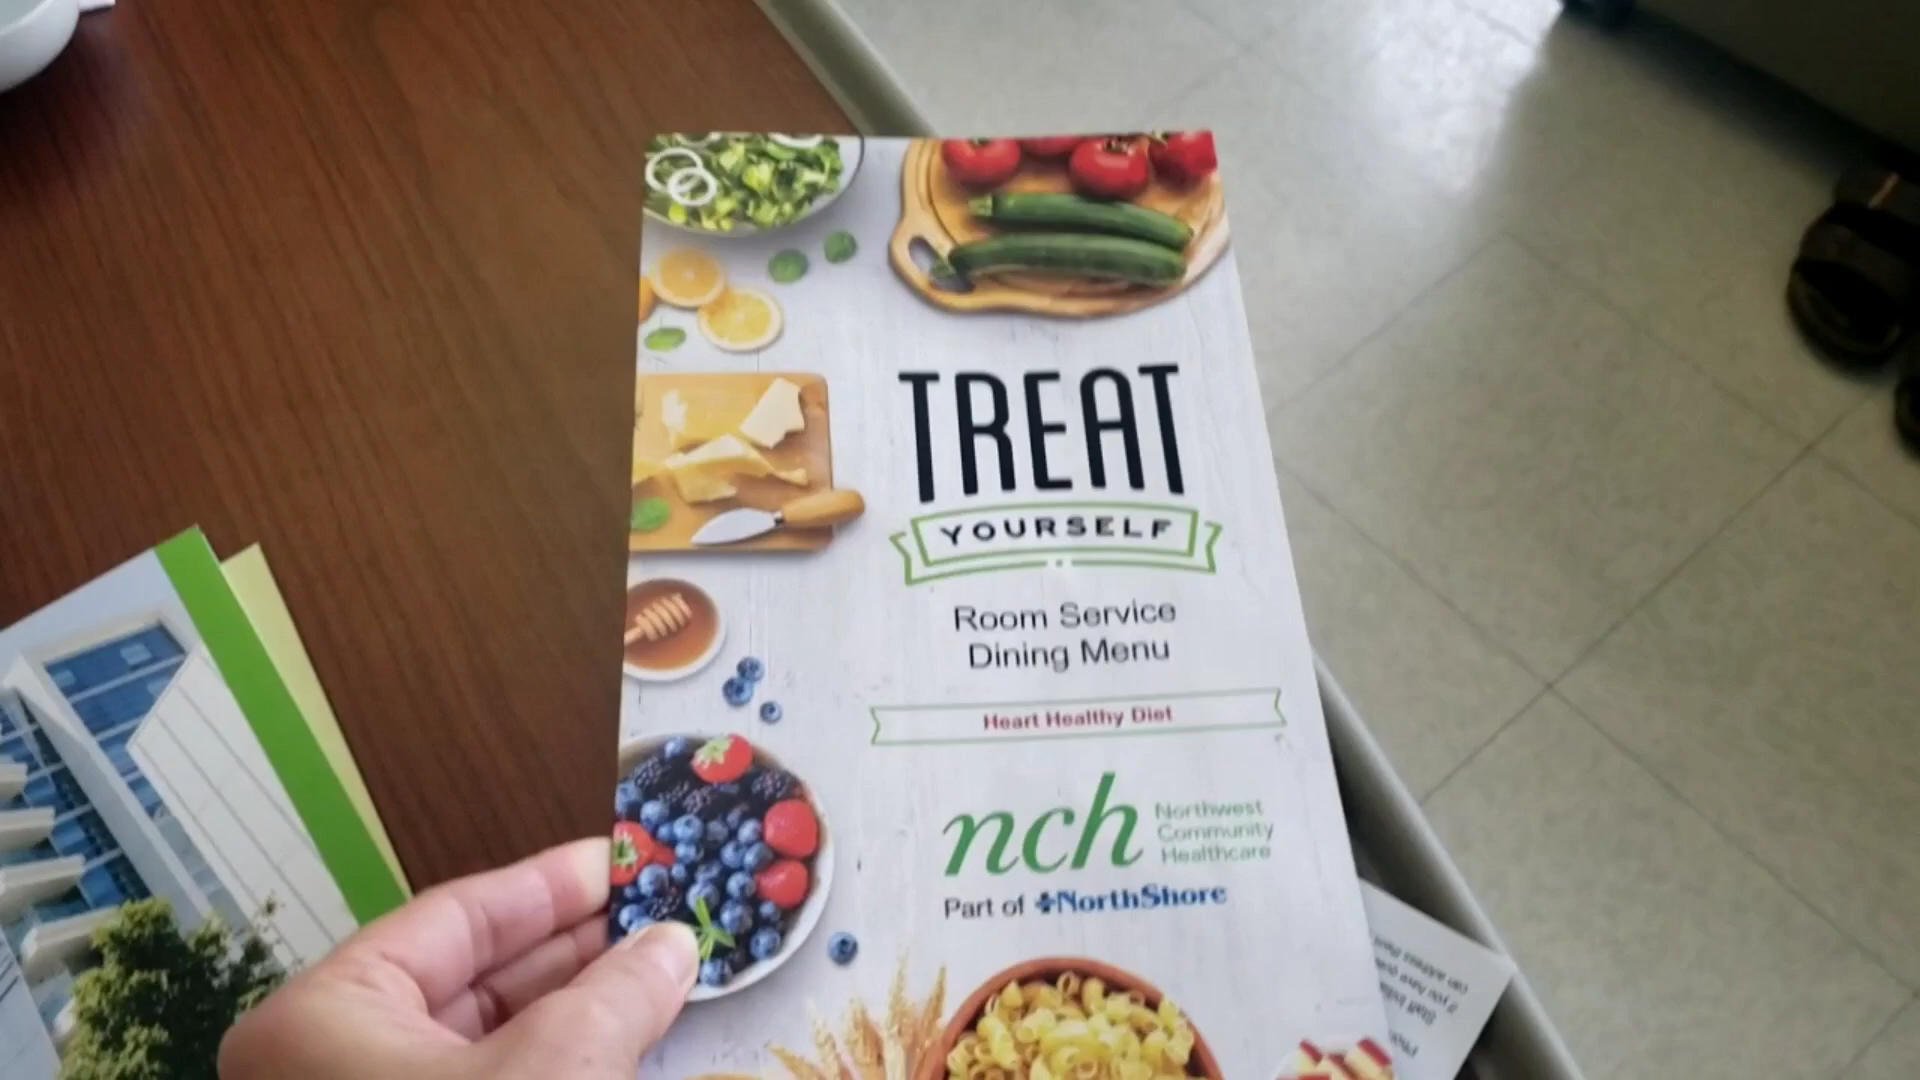 TREAT
YOURSELF
Room Service
Dining Menu
Heart Healthy Diet
nch
Northwest
Community
Healthcare
Part of NorthShore